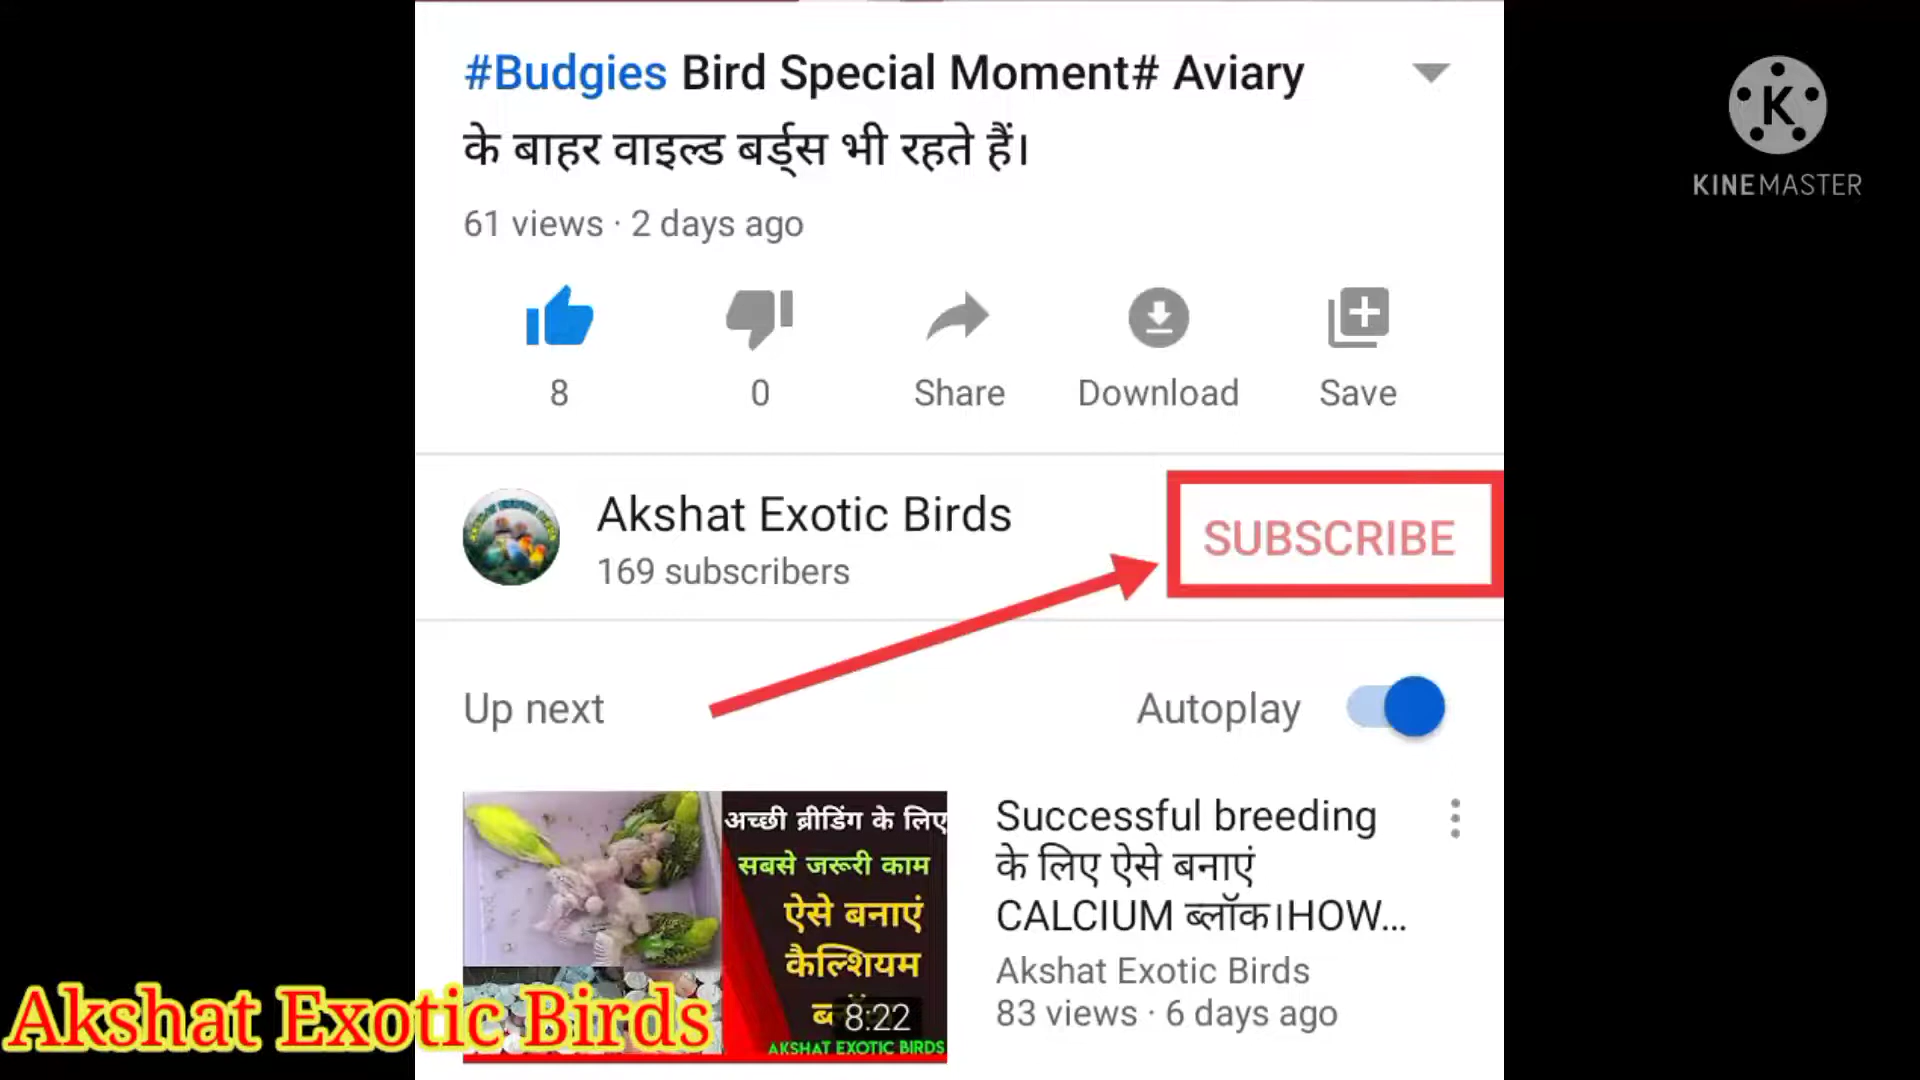 #Budgies Bird Special Moment# Aviary
के बाहर वाइल्ड बर्ड्स भी रहते हैं।
61 views · 2 days ago
8
0
Share
Download
Save
Akshat Exotic Birds
169 subscribers
SUBSCRIBE
Up next
Autoplay
अच्छी ब्रीडिंग के लिए
सबसे जरूरी काम
ऐसे बनाएं
कैल्शियम
8:22
AKSHAT EXOTIC BIRDS
Successful breeding
के लिए ऐसे बनाएं
CALCIUM ब्लॉक।HOW...
Akshat Exotic Birds
83 views · 6 days ago
Akshat Exotic Birds
K
KINEMASTER